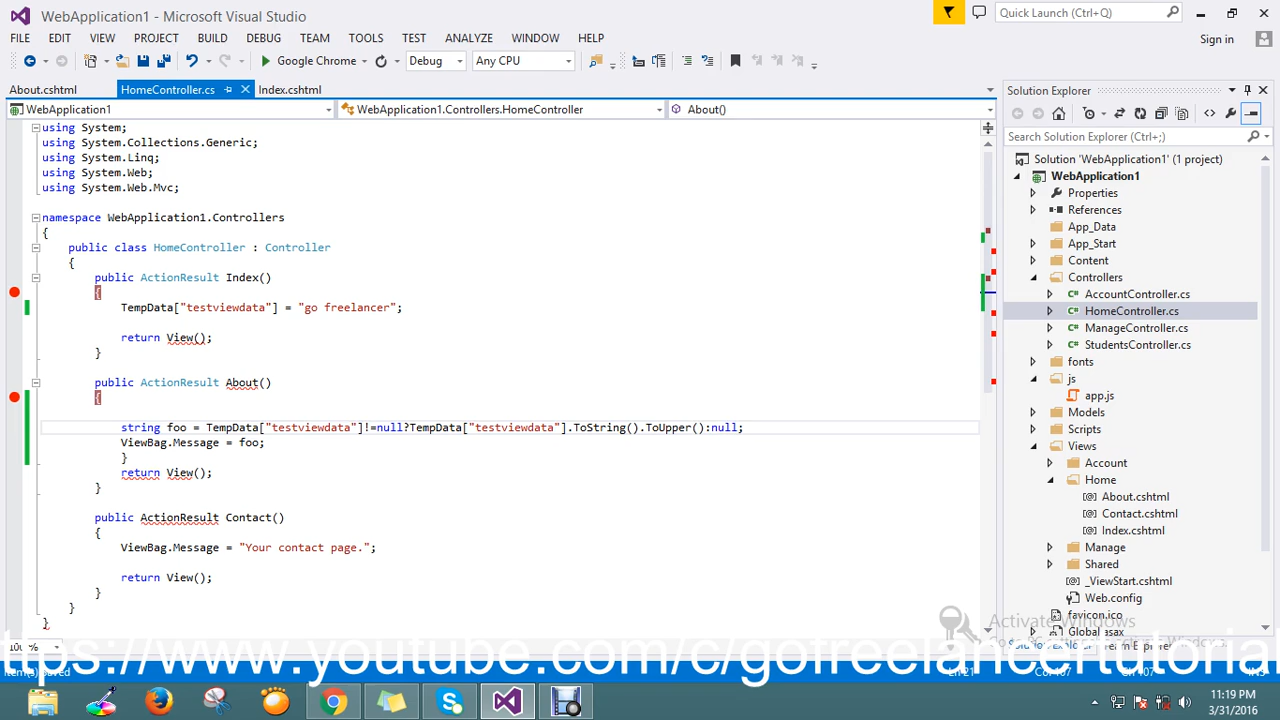 WebApplication1 - Microsoft Visual Studio
Quick Launch (Ctrl+Q)
FILE EDIT VIEW PROJECT BUILD DEBUG TEAM TOOLS TEST ANALYZE WINDOW HELP
Sign in
Google Chrome Debug Any CPU
About.cshtml HomeController.cs Index.cshtml
WebApplication1 WebApplication1.Controllers.HomeController About()
using System;
using System.Collections.Generic;
using System.Linq;
using System.Web;
using System.Web.Mvc;
namespace WebApplication1.Controllers
{
public class HomeController : Controller
{
public ActionResult Index()
{
TempData["testviewdata"] = "go freelancer";
return View();
}
public ActionResult About()
{
string foo = TempData["testviewdata"]!=null?TempData["testviewdata"].ToString().ToUpper():null;
ViewBag.Message = foo;
}
return View();
}
public ActionResult Contact()
{
ViewBag.Message = "Your contact page.";
return View();
}
}
}
100 %
Solution Explorer
Search Solution Explorer (Ctrl+;)
Solution 'WebApplication1' (1 project)
WebApplication1
Properties
References
App_Data
App_Start
Content
Controllers
C# AccountController.cs
C# HomeController.cs
C# ManageController.cs
C# StudentsController.cs
fonts
js
app.js
Models
Scripts
Views
Account
Home
About.cshtml
Contact.cshtml
Index.cshtml
Manage
Shared
_ViewStart.cshtml
Web.config
favicon.ico
Global.asax
Activate Windows
ttps://www.youtube.com/c/gofreelancertutorial
11:19 PM
3/31/2016